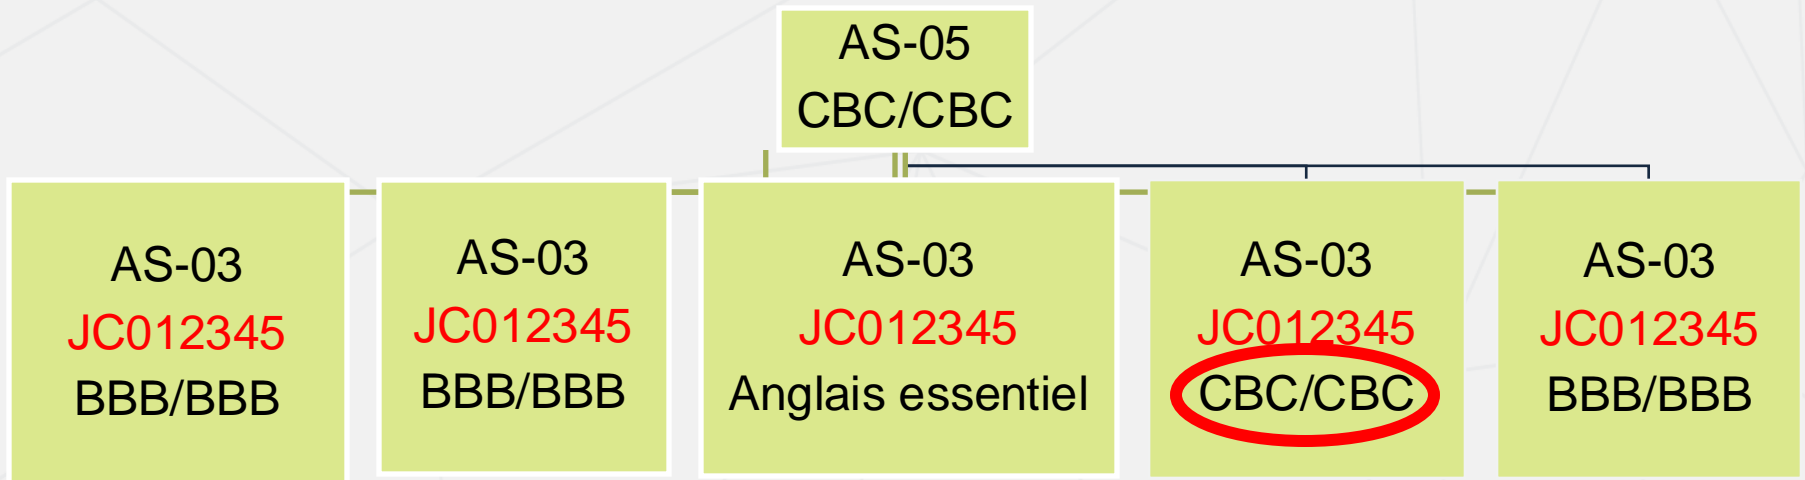 AS-05
CBC/CBC
AS-03
JC012345
BBB/BBB
AS-03
JC012345
BBB/BBB
AS-03
JC012345
Anglais essentiel
AS-03
JC012345
CBC/CBC
AS-03
JC012345
BBB/BBB